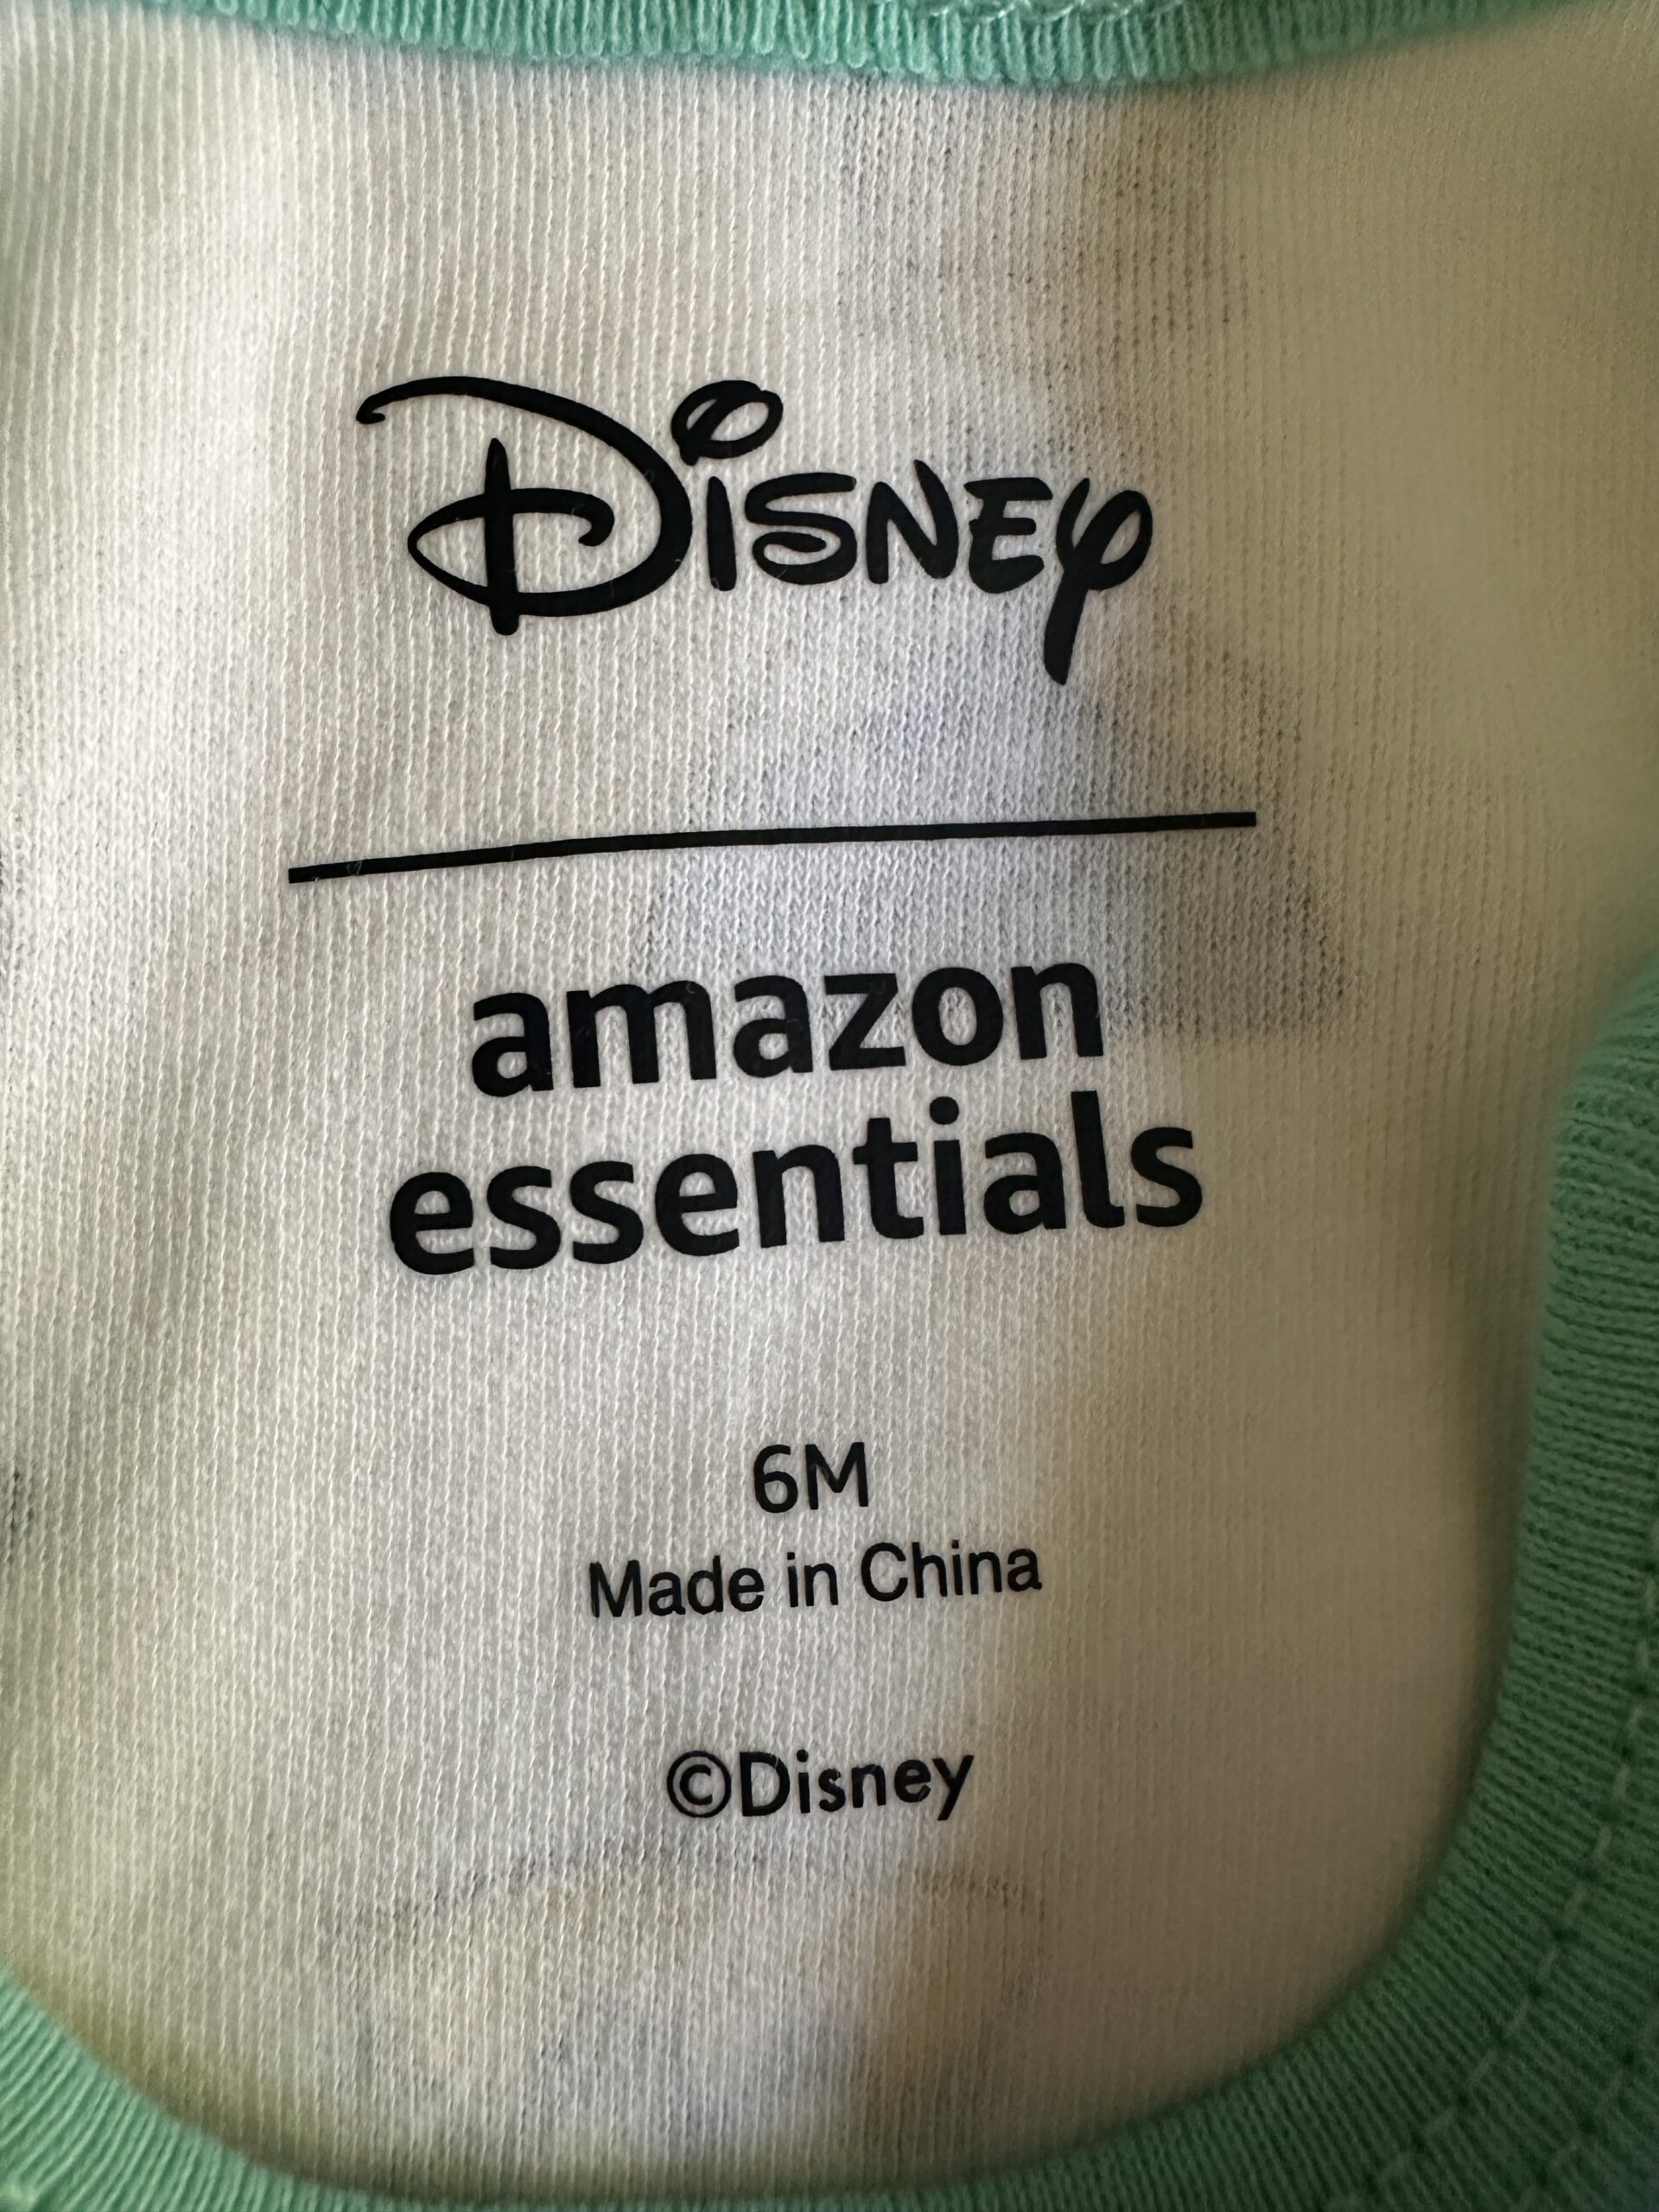 Disney
amazon
essentials
6M
Made in China
©Disney